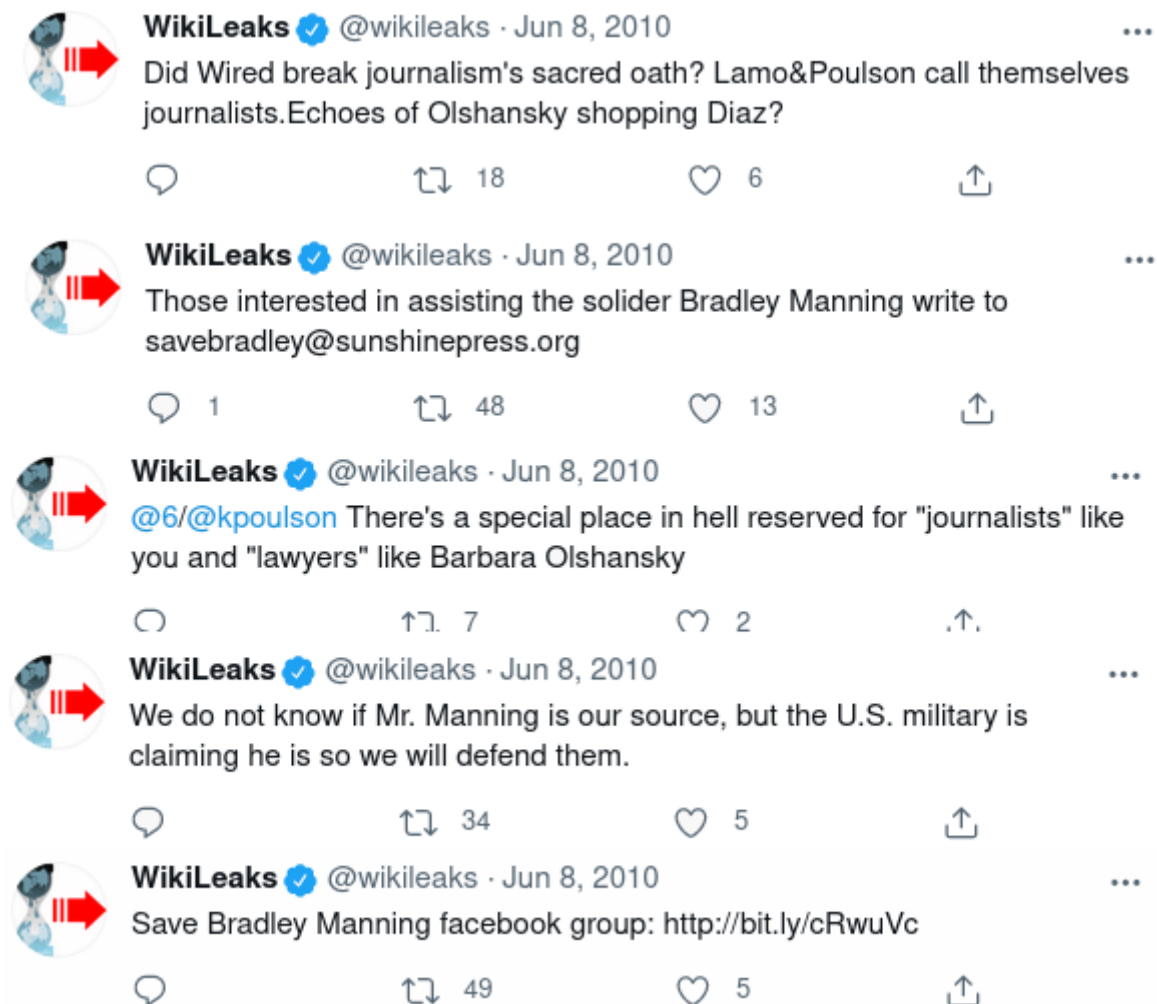 WikiLeaks @wikileaks · Jun 8, 2010
Did Wired break journalism's sacred oath? Lamo&Poulson call themselves
journalists.Echoes of Olshansky shopping Diaz?
18 6
WikiLeaks @wikileaks · Jun 8, 2010
Those interested in assisting the solider Bradley Manning write to
savebradley@sunshinepress.org
1 48 13
WikiLeaks @wikileaks · Jun 8, 2010
@6/@kpoulson There's a special place in hell reserved for "journalists" like
you and "lawyers" like Barbara Olshansky
7 2
WikiLeaks @wikileaks · Jun 8, 2010
We do not know if Mr. Manning is our source, but the U.S. military is
claiming he is so we will defend them.
34 5
WikiLeaks @wikileaks · Jun 8, 2010
Save Bradley Manning facebook group: http://bit.ly/cRwuVc
49 5